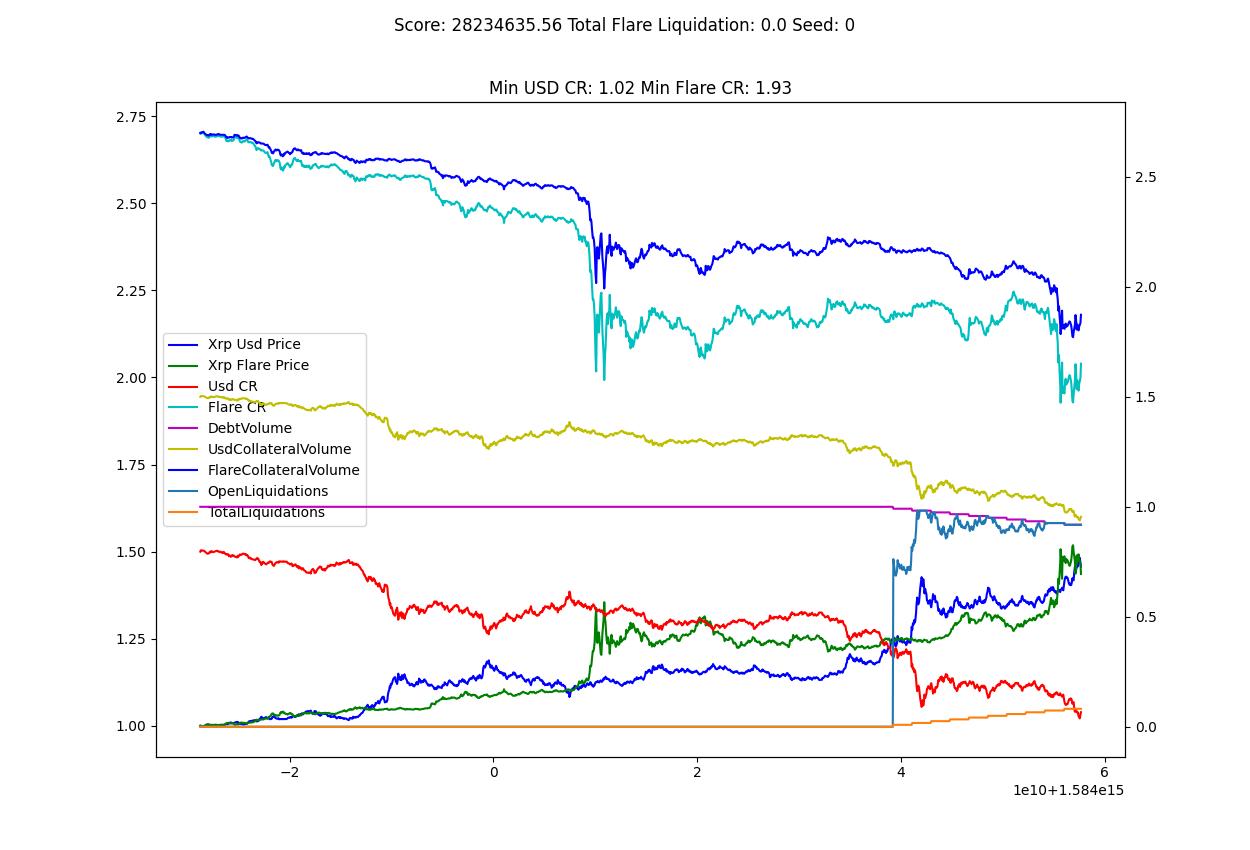 Score: 28234635.56 Total Flare Liquidation: 0.0 Seed: 0
Min USD CR: 1.02 Min Flare CR: 1.93
2.75
2.50
2.25
2.00
1.75
1.50
1.25
1.00
2.5
2.0
1.5
1.0
0.5
0.0
Xrp Usd Price
Xrp Flare Price
Usd CR
Flare CR
DebtVolume
UsdCollateralVolume
FlareCollateralVolume
OpenLiquidations
TotalLiquidations
−2 0 2 4 6
1e10+1.584e15